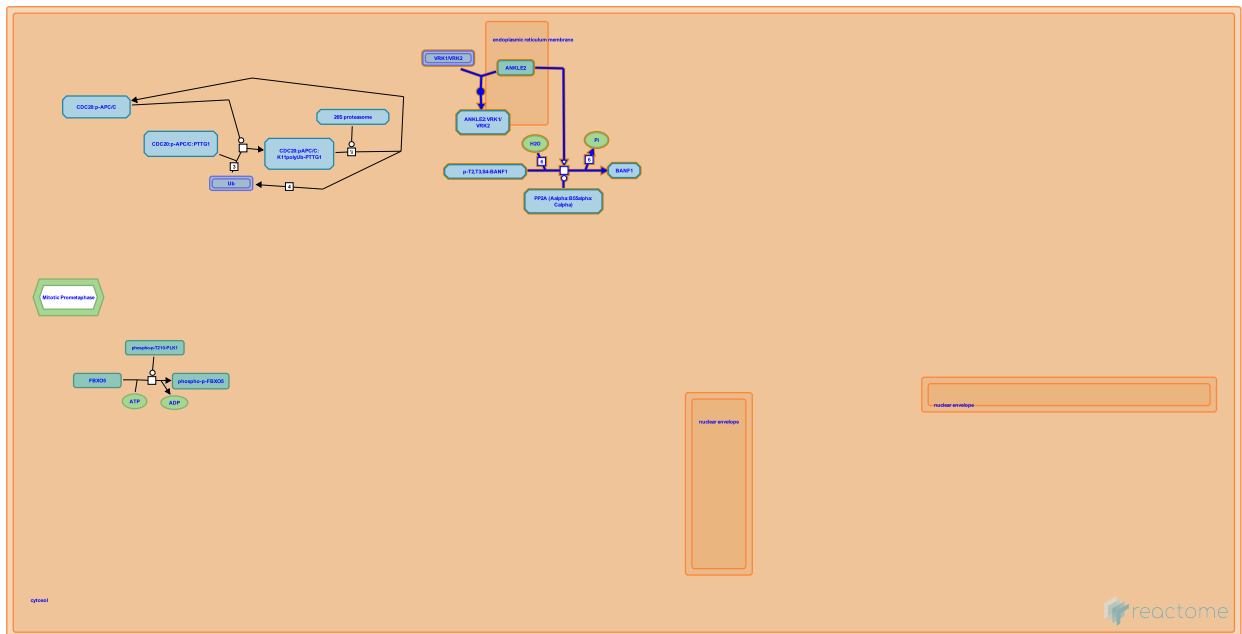 endoplasmic reticulum membrane
VRK1/VRK2
ANKLE2
CDC20:p-APC/C
26S proteasome
ANKLE2:VRK1/
VRK2
CDC20:p-APC/C:PTTG1
CDC20:pAPC/C:
K11polyUb-PTTG1
H2O
Pi
6
6
3
p-T2,T3,S4-BANF1
BANF1
Ub
4
PP2A (Aalpha:B55alpha:
Calpha)
Mitotic Prometaphase
phospho-p-T210-PLK1
FBXO5
phospho-p-FBXO5
ATP
ADP
nuclear envelope
nuclear envelope
cytosol
reactome